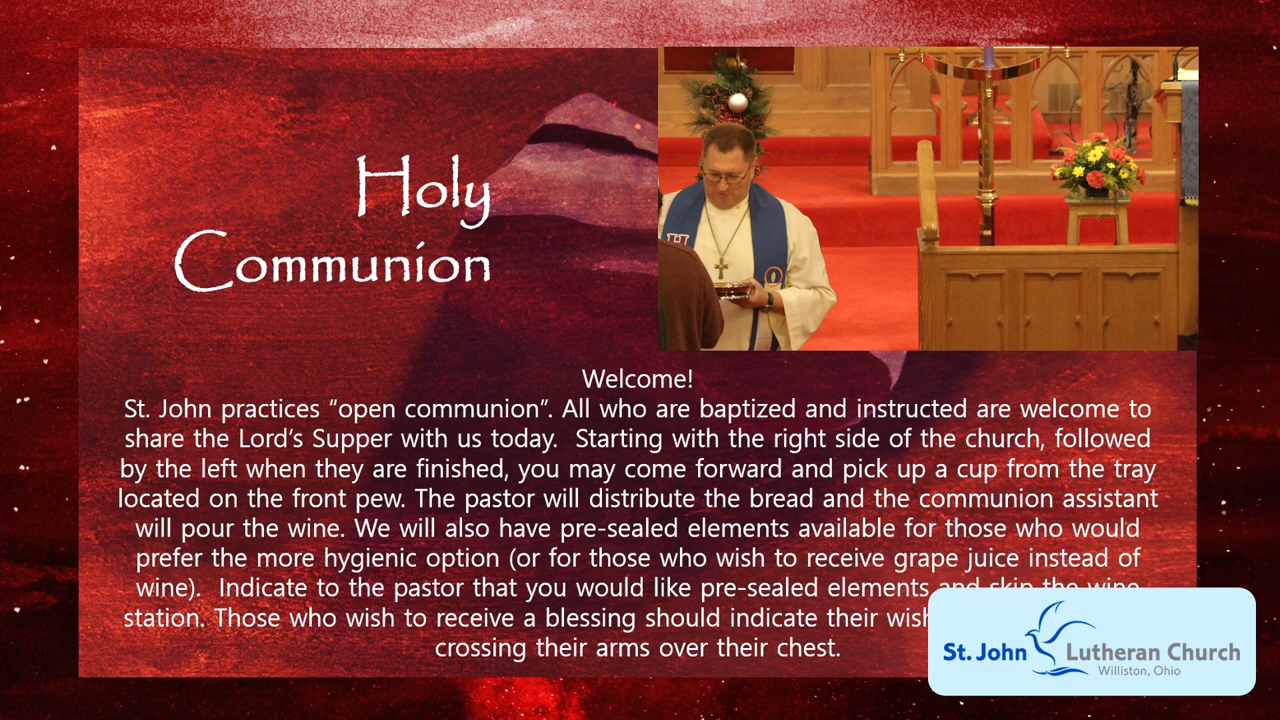 Holy
Communion
Welcome!
St. John practices “open communion”. All who are baptized and instructed are welcome to
share the Lord’s Supper with us today.  Starting with the right side of the church, followed
by the left when they are finished, you may come forward and pick up a cup from the tray
located on the front pew. The pastor will distribute the bread and the communion assistant
will pour the wine. We will also have pre-sealed elements available for those who would
prefer the more hygienic option (or for those who wish to receive grape juice instead of
wine).  Indicate to the pastor that you would like pre-sealed elements and skip the wine
station. Those who wish to receive a blessing should indicate their wish
crossing their arms over their chest.
St. John Lutheran Church
Williston, Ohio